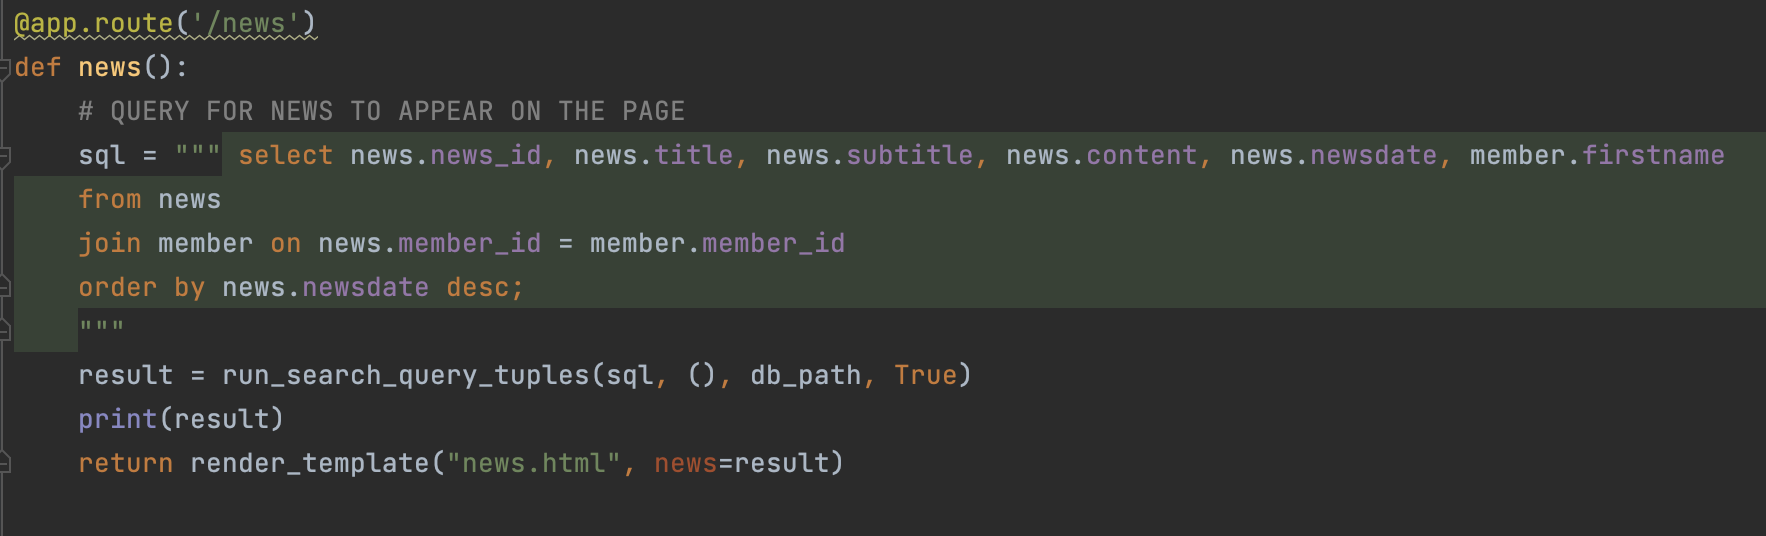 @app.route('/news')
def news():
    # QUERY FOR NEWS TO APPEAR ON THE PAGE
    sql = """ select news.news_id, news.title, news.subtitle, news.content, news.newsdate, member.firstname
    from news
    join member on news.member_id = member.member_id
    order by news.newsdate desc;
    """
    result = run_search_query_tuples(sql, (), db_path, True)
    print(result)
    return render_template("news.html", news=result)